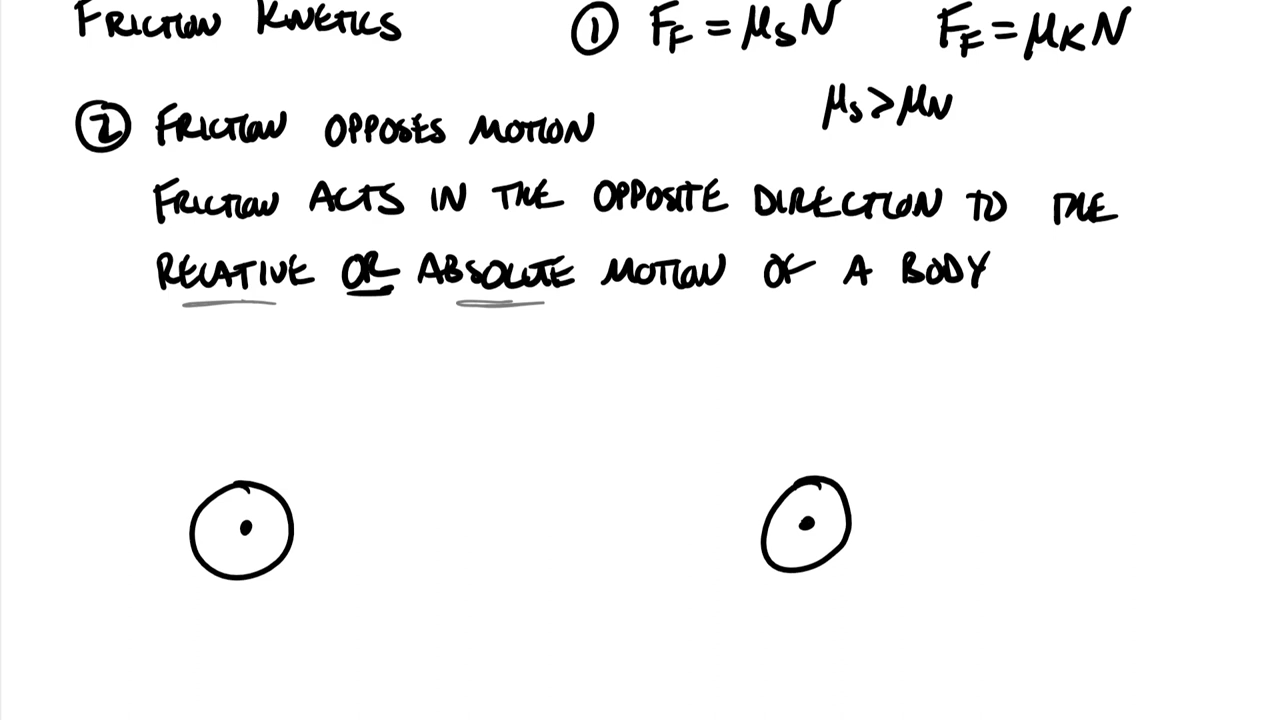 FRICTION KINETICS ① F_F = μ_S N F_F = μ_K N
μ_S > μ_N
② FRICTION OPPOSES MOTION
FRICTION ACTS IN THE OPPOSITE DIRECTION TO THE
RELATIVE OR ABSOLUTE MOTION OF A BODY